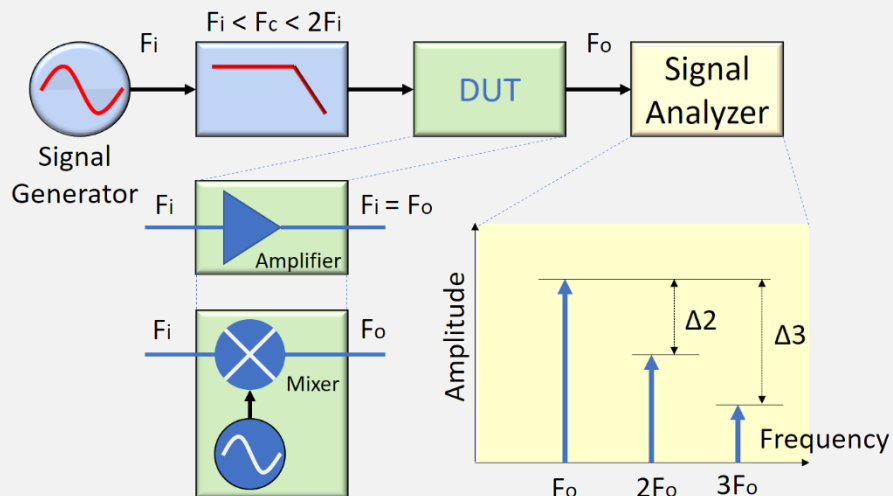 Fᵢ < F꜀ < 2Fᵢ
Fᵢ
DUT
Fₒ
Signal
Analyzer
Signal
Generator
Fᵢ
Fᵢ = Fₒ
Amplifier
Fᵢ
Fₒ
Mixer
Amplitude
Δ2
Δ3
Frequency
Fₒ
2Fₒ
3Fₒ